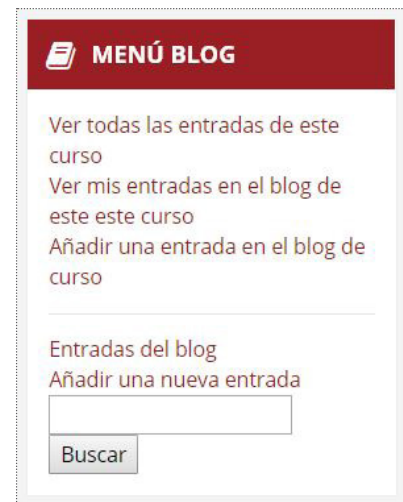 MENÚ BLOG
Ver todas las entradas de este
curso
Ver mis entradas en el blog de
este este curso
Añadir una entrada en el blog de
curso
Entradas del blog
Añadir una nueva entrada
Buscar